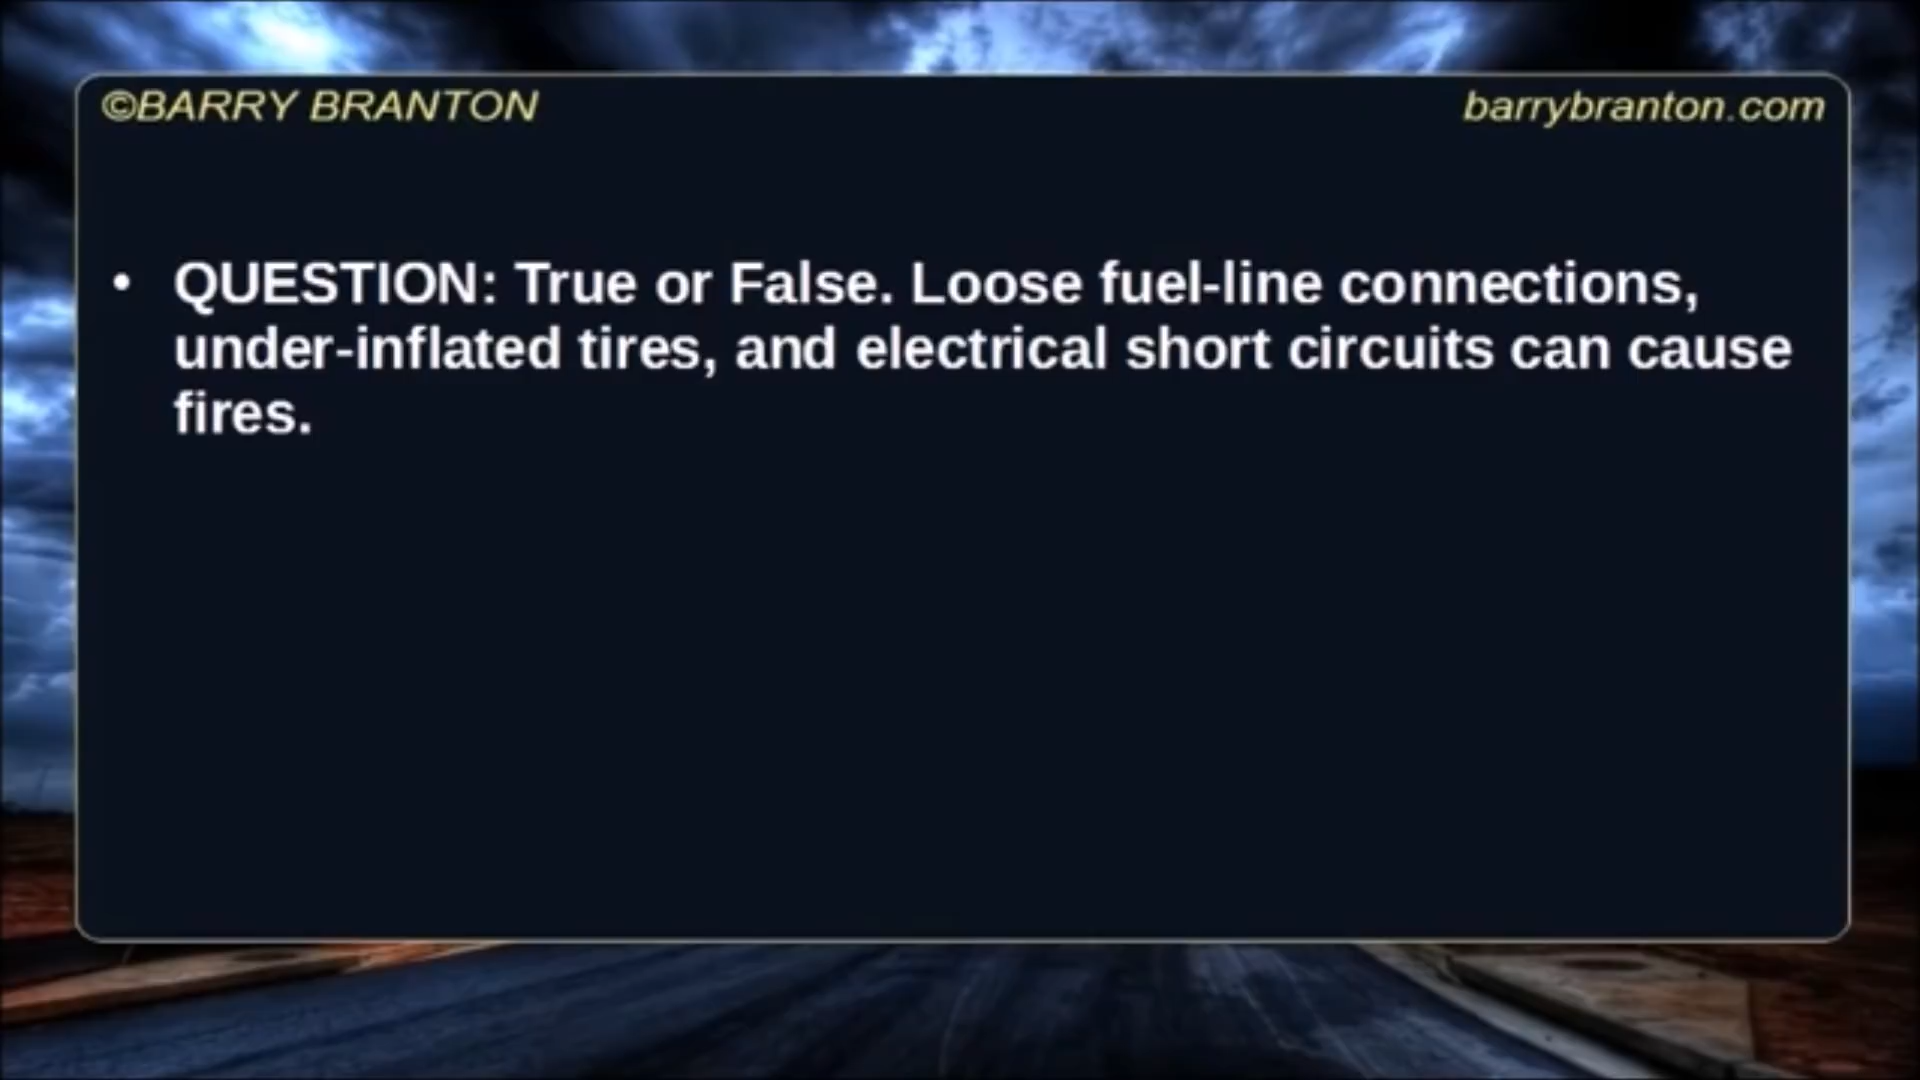 ©BARRY BRANTON
barrybranton.com
• QUESTION: True or False. Loose fuel-line connections,
under-inflated tires, and electrical short circuits can cause
fires.